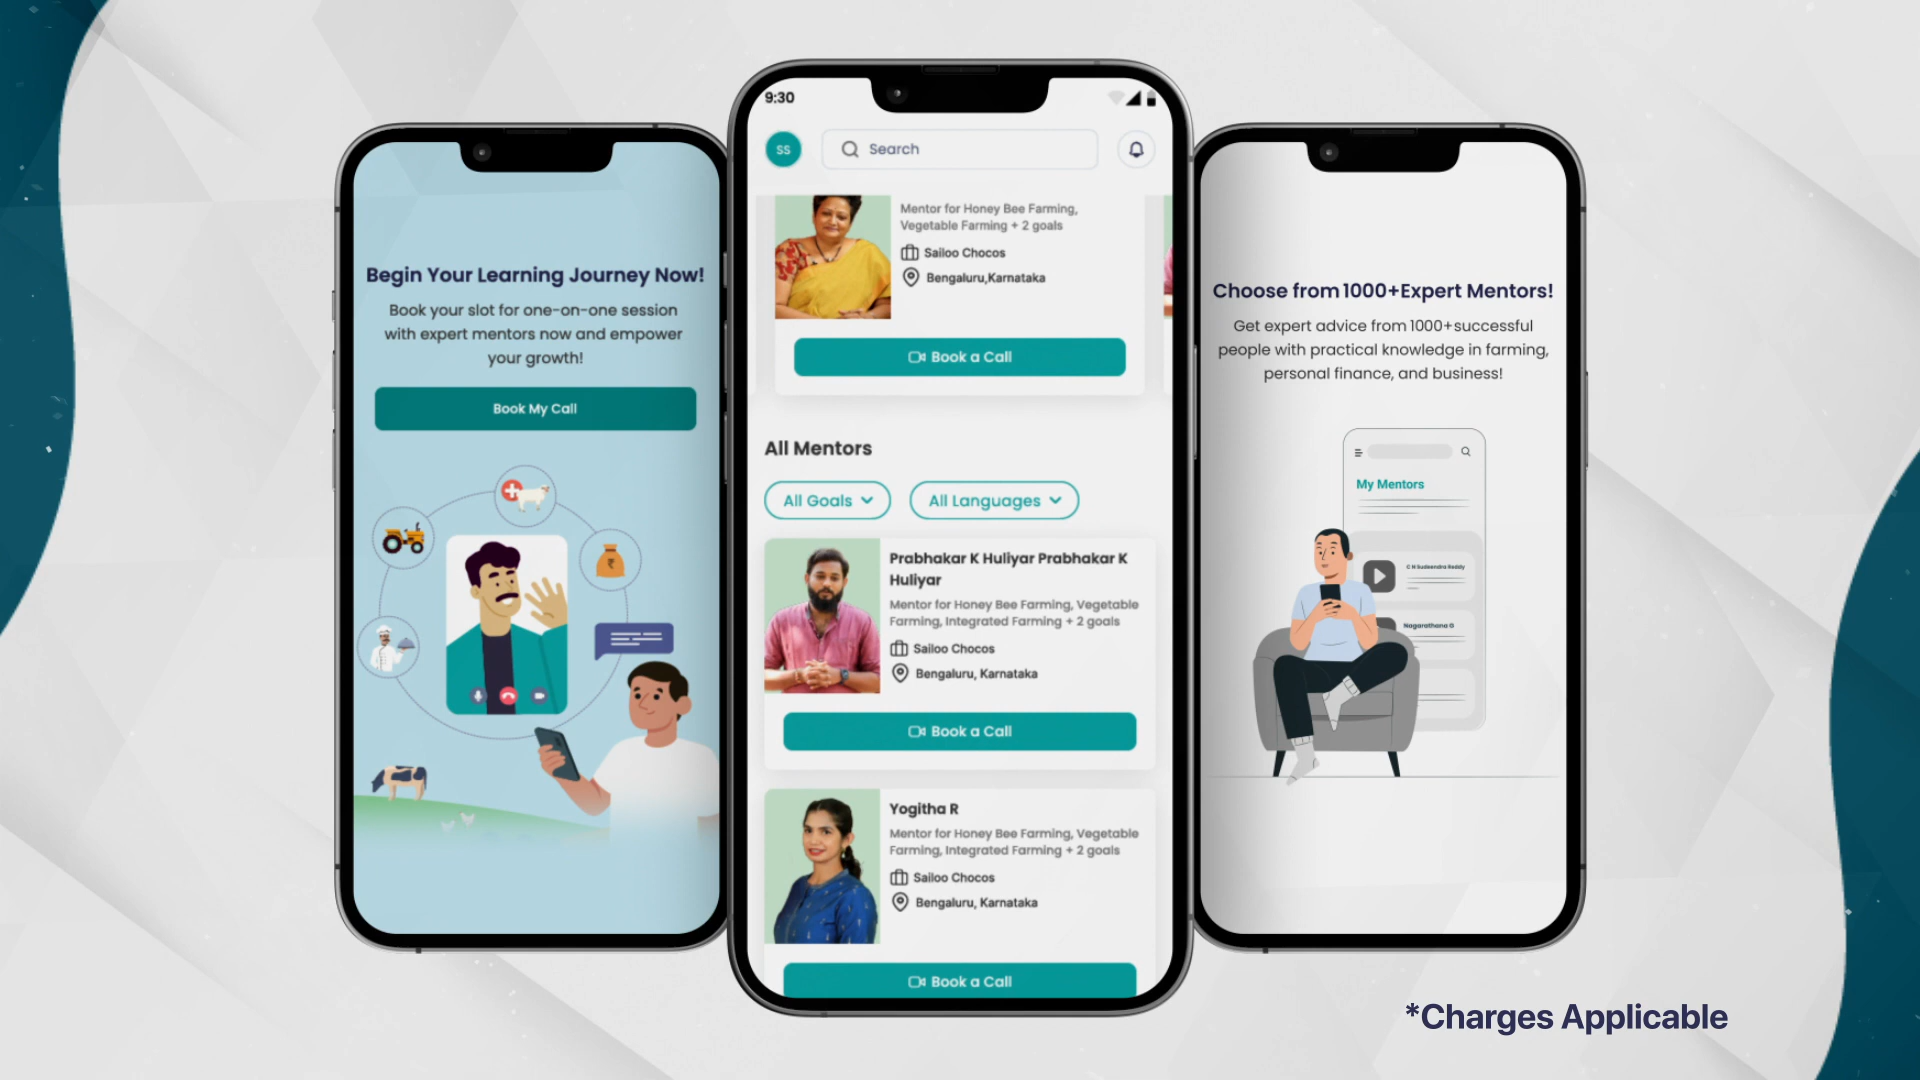 Begin Your Learning Journey Now!
Book your slot for one-on-one session
with expert mentors now and empower
your growth!
Book My Call
9:30
SS
Search
Mentor for Honey Bee Farming,
Vegetable Farming + 2 goals
Sailoo Chocos
Bengaluru,Karnataka
Book a Call
All Mentors
All Goals
All Languages
Prabhakar K Huliyar Prabhakar K
Huliyar
Mentor for Honey Bee Farming, Vegetable
Farming, Integrated Farming + 2 goals
Sailoo Chocos
Bengaluru, Karnataka
Book a Call
Yogitha R
Mentor for Honey Bee Farming, Vegetable
Farming, Integrated Farming + 2 goals
Sailoo Chocos
Bengaluru, Karnataka
Book a Call
Choose from 1000+Expert Mentors!
Get expert advice from 1000+successful
people with practical knowledge in farming,
personal finance, and business!
My Mentors
C N Sudeendra Reddy
Nagarathana G
*Charges Applicable